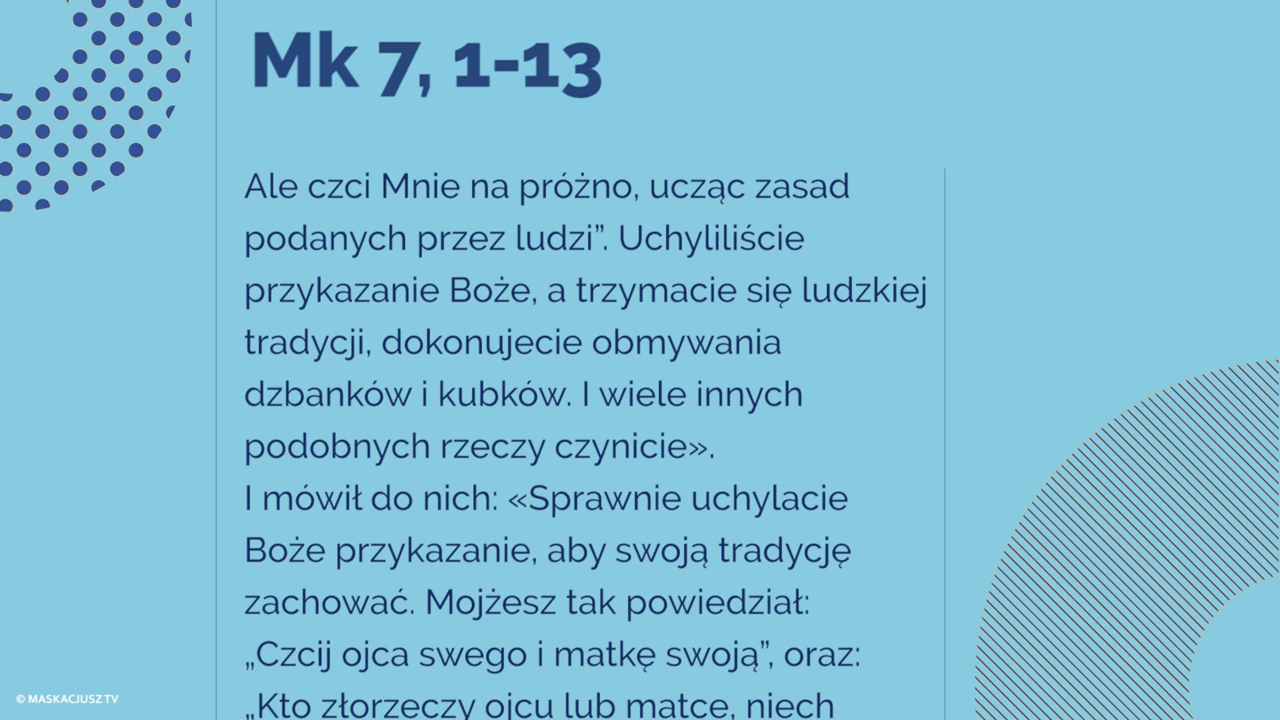 Mk 7, 1-13
Ale czci Mnie na próżno, ucząc zasad
podanych przez ludzi”. Uchyliliście
przykazanie Boże, a trzymacie się ludzkiej
tradycji, dokonujecie obmywania
dzbanków i kubków. I wiele innych
podobnych rzeczy czynicie».
I mówił do nich: «Sprawnie uchylacie
Boże przykazanie, aby swoją tradycję
zachować. Mojżesz tak powiedział:
„Czcij ojca swego i matkę swoją”, oraz:
„Kto złorzeczy ojcu lub matce, niech
© MASKACJUSZ TV